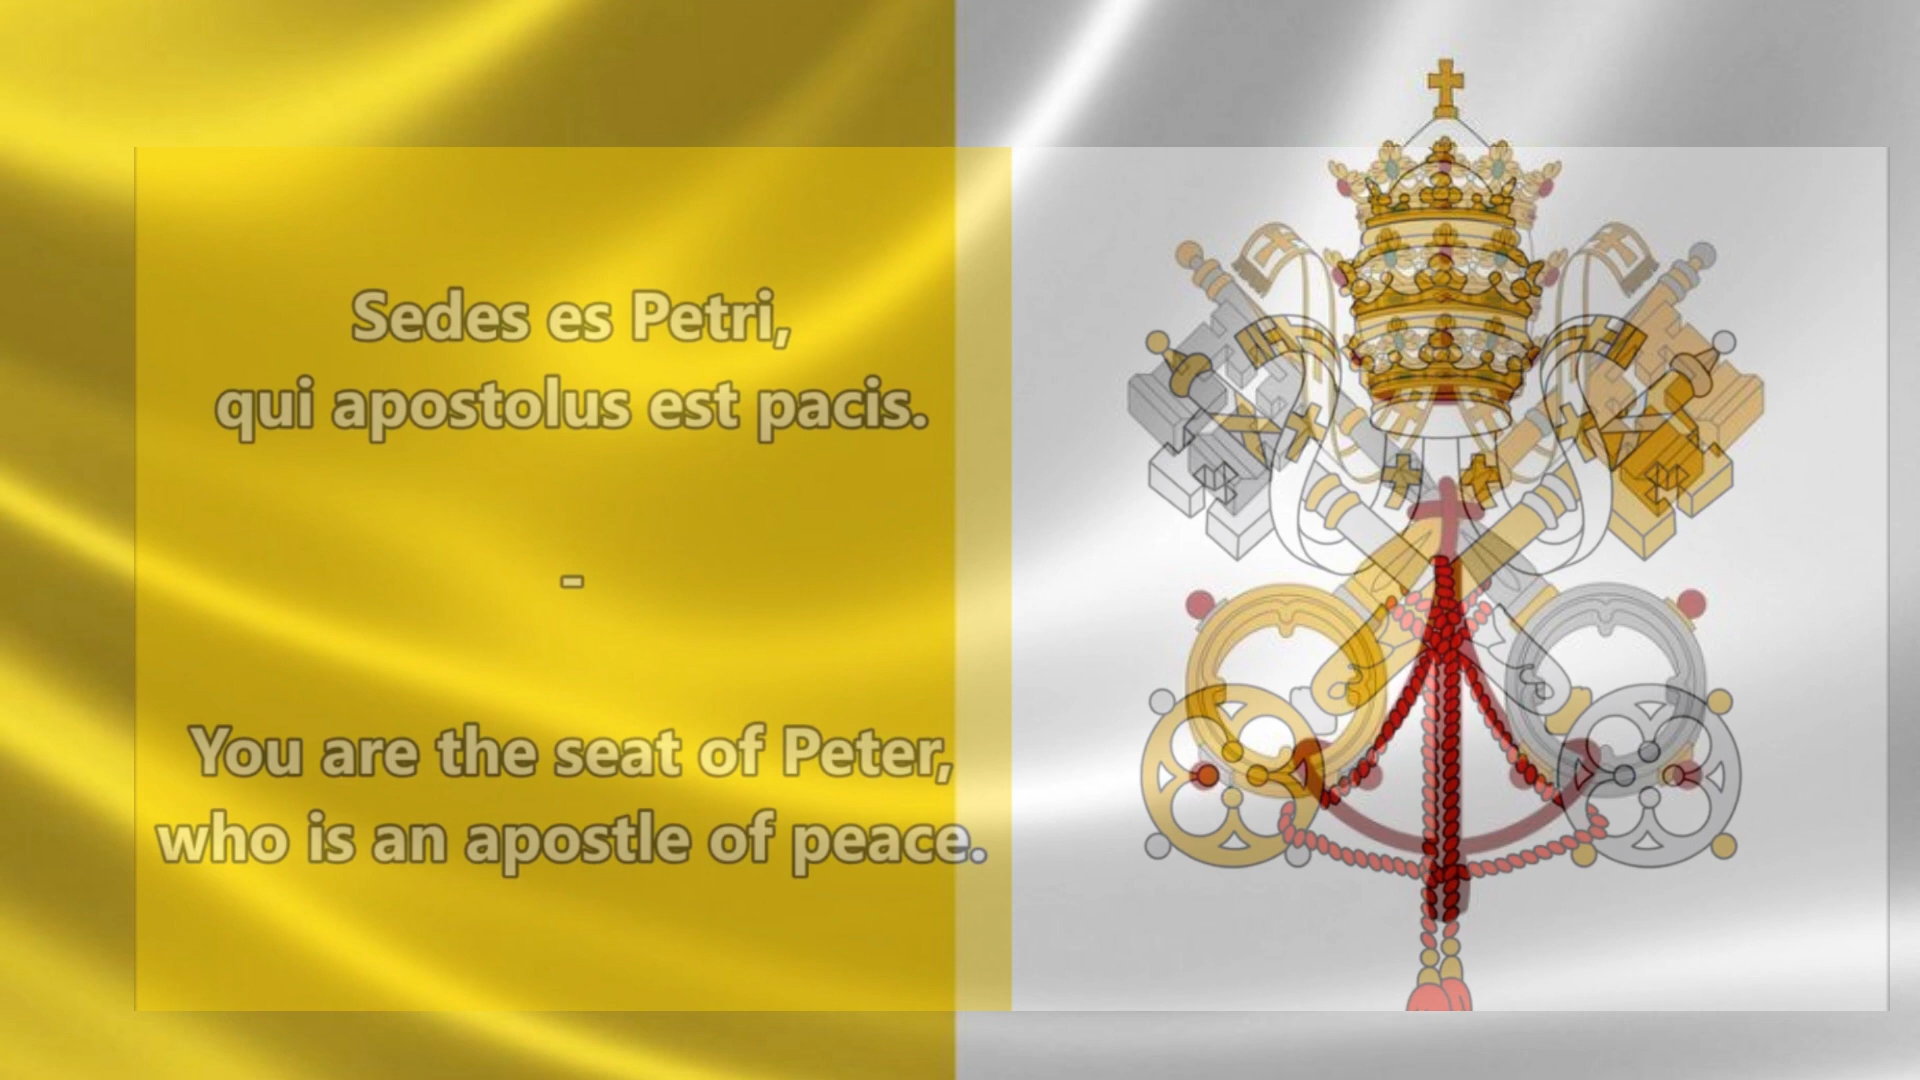 Sedes es Petri,
qui apostolus est pacis.
-
You are the seat of Peter,
who is an apostle of peace.